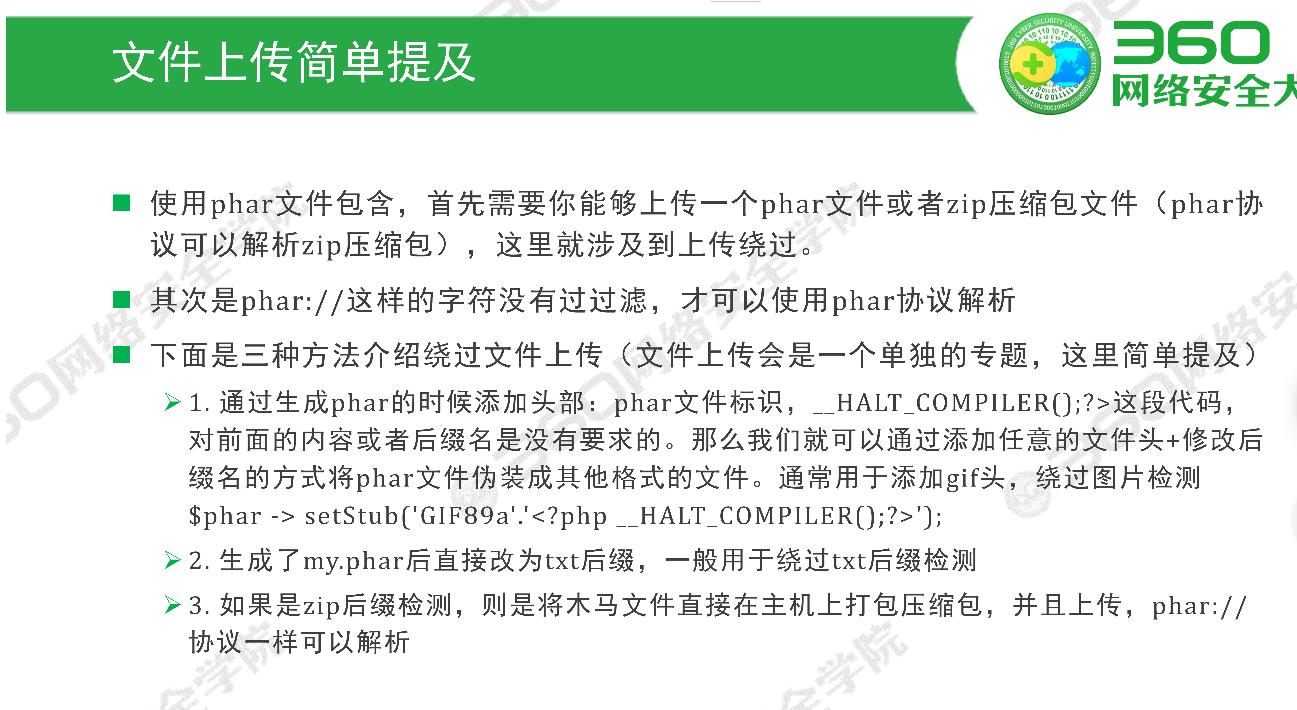 文件上传简单提及
360
网络安全大
使用phar文件包含，首先需要你能够上传一个phar文件或者zip压缩包文件（phar协
议可以解析zip压缩包），这里就涉及到上传绕过。
其次是phar://这样的字符没有过过滤，才可以使用phar协议解析
下面是三种方法介绍绕过文件上传（文件上传会是一个单独的专题，这里简单提及）
1. 通过生成phar的时候添加头部：phar文件标识，__HALT_COMPILER();?>这段代码，
对前面的内容或者后缀名是没有要求的。那么我们就可以通过添加任意的文件头+修改后
缀名的方式将phar文件伪装成其他格式的文件。通常用于添加gif头，绕过图片检测
$phar -> setStub('GIF89a'.'<?php __HALT_COMPILER();?>');
2. 生成了my.phar后直接改为txt后缀，一般用于绕过txt后缀检测
3. 如果是zip后缀检测，则是将木马文件直接在主机上打包压缩包，并且上传，phar://
协议一样可以解析